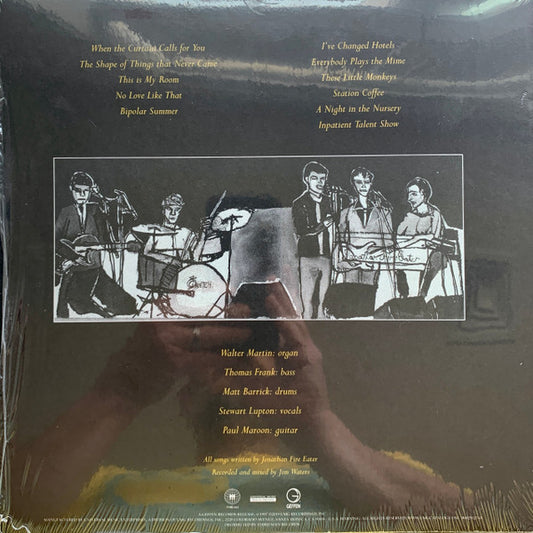 When the Curtain Calls for You
The Shape of Things that Never Came
This is My Room
No Love Like That
Bipolar Summer
I've Changed Hotels
Everybody Plays the Mime
These Little Monkeys
Station Coffee
A Night in the Nursery
Inpatient Talent Show
GRETCH
Walter Martin: organ
Thomas Frank: bass
Matt Barrick: drums
Stewart Lupton: vocals
Paul Maroon: guitar
All songs written by Jonathan Fire Eater
Recorded and mixed by Jim Waters
GEFFEN